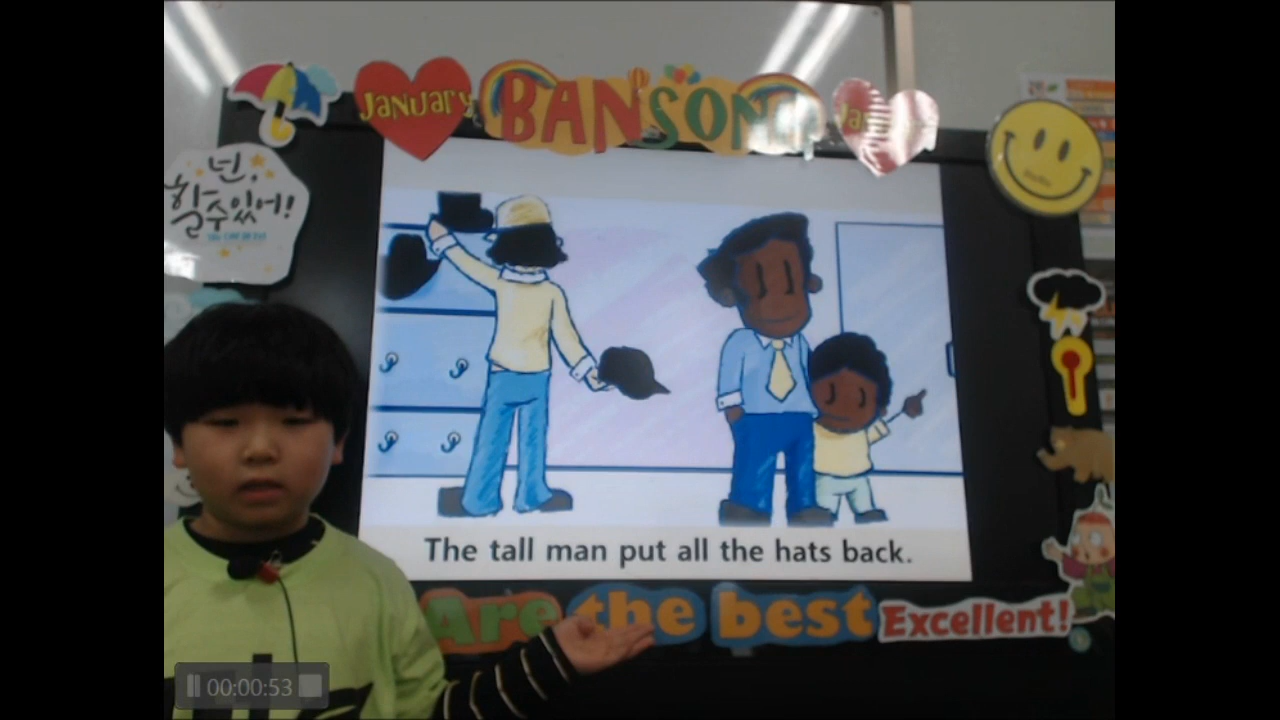 January
BANSONG
넌,
할 수 있어!
The tall man put all the hats back.
Are the best
Excellent!
00:00:53